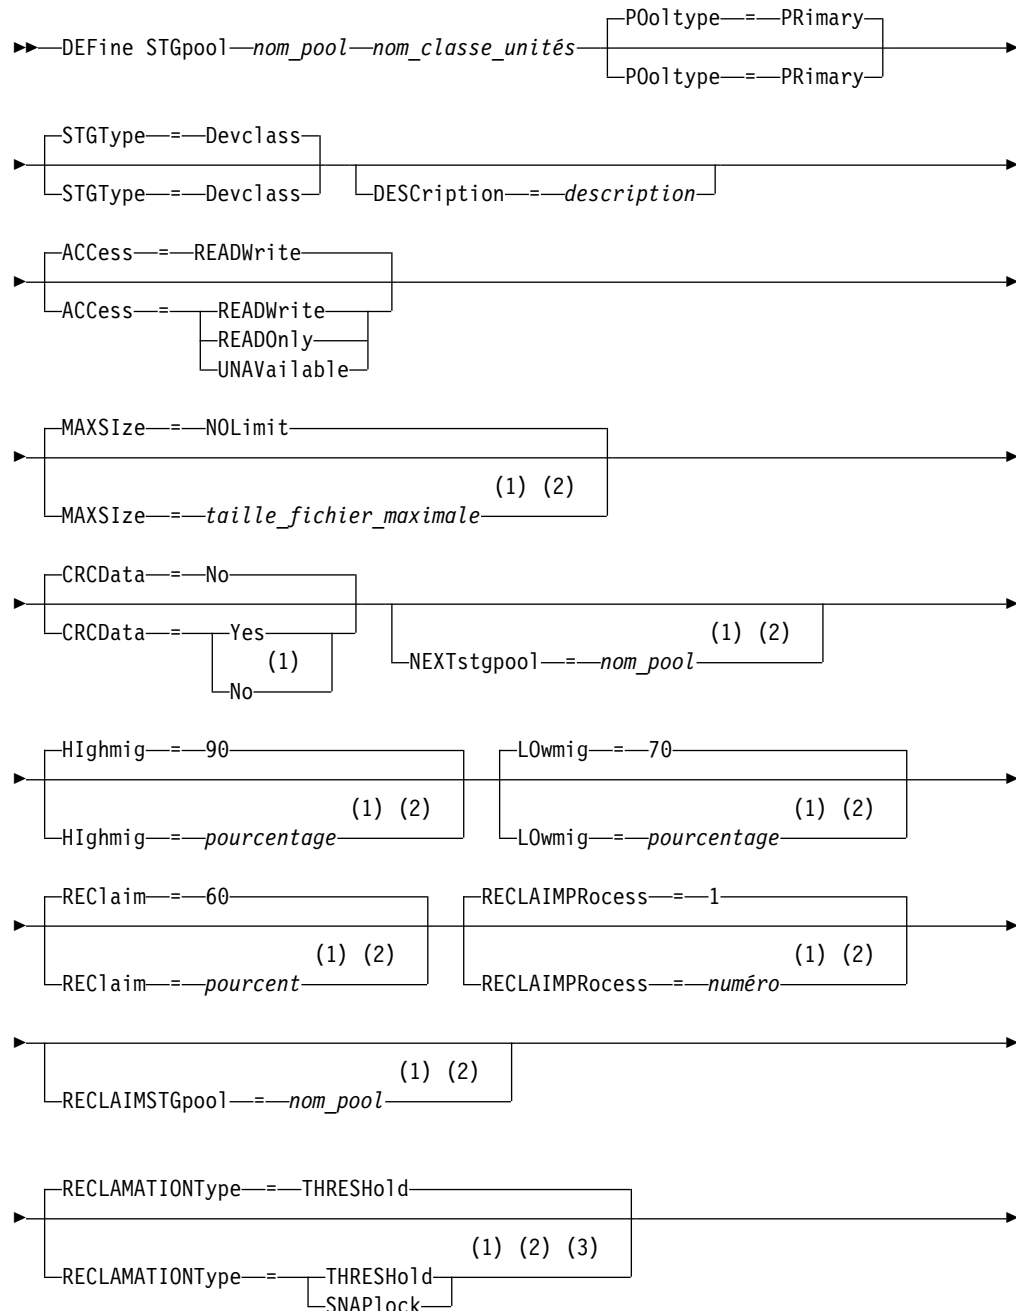 POoltype = PRimary
DEFine STGpool nom_pool nom_classe_unités
POoltype = PRimary
STGType = Devclass
STGType = Devclass
DESCription = description
ACCess = READWrite
ACCess = READWrite
READOnly
UNAVailable
MAXSIze = NOLimit
(1) (2)
MAXSIze = taille_fichier_maximale
CRCData = No
CRCData = Yes
(1)
No
(1) (2)
NEXTstgpool = nom_pool
HIghmig = 90
(1) (2)
HIghmig = pourcentage
LOwmig = 70
(1) (2)
LOwmig = pourcentage
REClaim = 60
(1) (2)
REClaim = pourcent
RECLAIMPRocess = 1
(1) (2)
RECLAIMPRocess = numéro
(1) (2)
RECLAIMSTGpool = nom_pool
RECLAMATIONType = THRESHold
(1) (2) (3)
RECLAMATIONType = THRESHold
SNAPlock